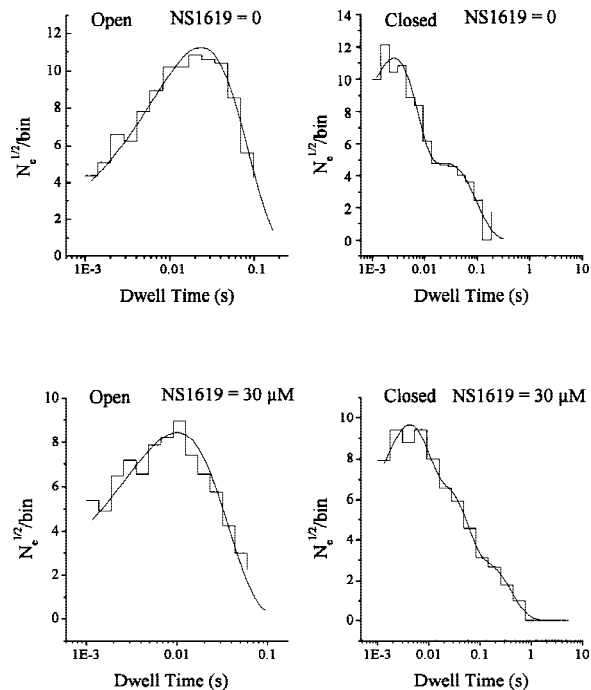 Open NS1619 = 0
12
10
8
6
4
2
0
N_e^1/2/bin
1E-3 0.01 0.1
Dwell Time (s)
Closed NS1619 = 0
14
12
10
8
6
4
2
0
N_e^1/2/bin
1E-3 0.01 0.1 1 10
Dwell Time (s)
Open NS1619 = 30 µM
10
8
6
4
2
0
N_e^1/2/bin
1E-3 0.01 0.1
Dwell Time (s)
Closed NS1619 = 30 µM
10
8
6
4
2
0
N_e^1/2/bin
1E-3 0.01 0.1 1 10
Dwell Time (s)